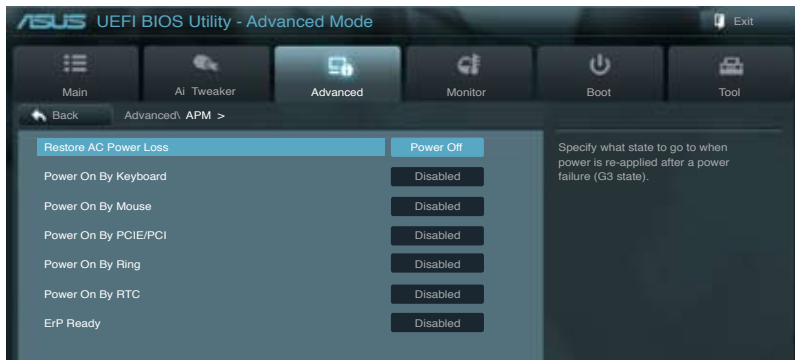 ASUS UEFI BIOS Utility - Advanced Mode
Exit
Main
Ai Tweaker
Advanced
Monitor
Boot
Tool
Back
Advanced\ APM >
Restore AC Power Loss
Power Off
Power On By Keyboard
Disabled
Power On By Mouse
Disabled
Power On By PCIE/PCI
Disabled
Power On By Ring
Disabled
Power On By RTC
Disabled
ErP Ready
Disabled
Specify what state to go to when
power is re-applied after a power
failure (G3 state).